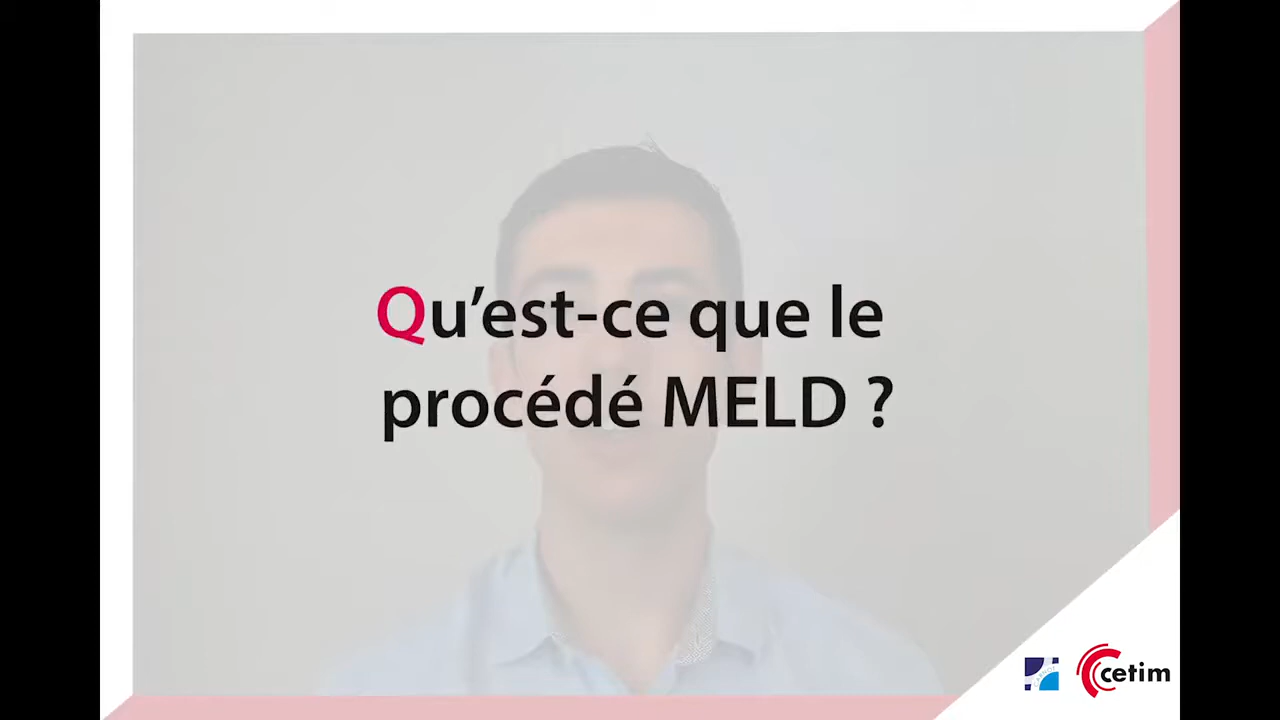 Qu’est-ce que le
procédé MELD ?
cetim